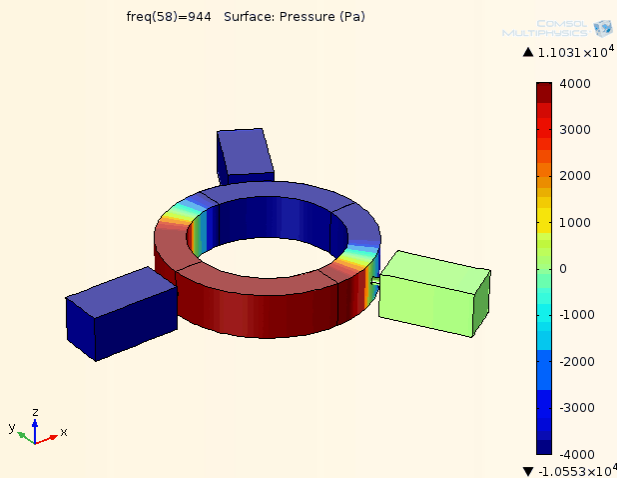 freq(58)=944 Surface: Pressure (Pa)
COMSOL
MULTIPHYSICS
▲ 1.1031×10⁴
4000
3000
2000
1000
0
-1000
-2000
-3000
-4000
▼ -1.0553×10⁴
z
y
x